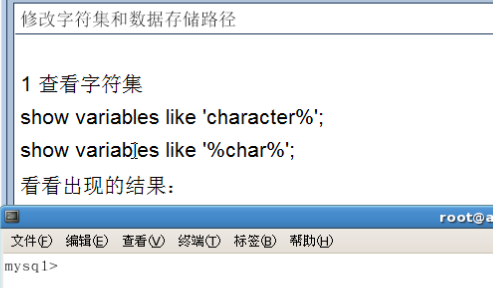 修改字符集和数据存储路径
1 查看字符集
show variables like 'character%';
show variables like '%char%';
看看出现的结果：
root@a
文件(F) 编辑(E) 查看(V) 终端(T) 标签(B) 帮助(H)
mysql>